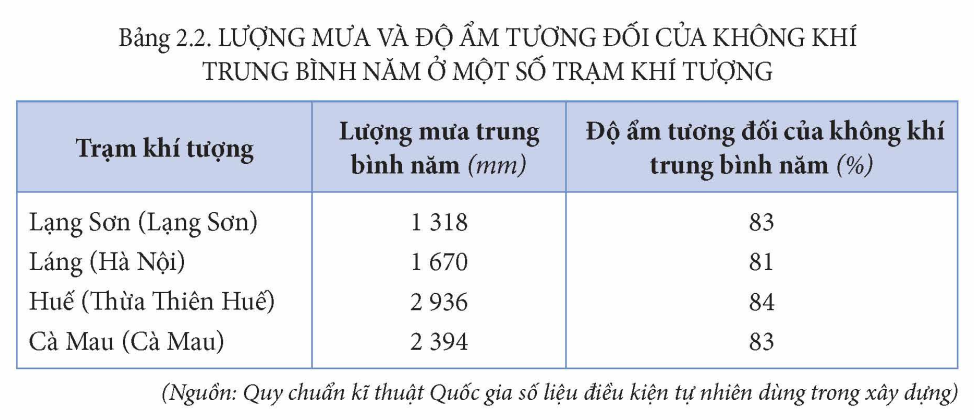 Bảng 2.2. LƯỢNG MƯA VÀ ĐỘ ẨM TƯƠNG ĐỐI CỦA KHÔNG KHÍ
TRUNG BÌNH NĂM Ở MỘT SỐ TRẠM KHÍ TƯỢNG
Trạm khí tượng
Lượng mưa trung
bình năm (mm)
Độ ẩm tương đối của không khí
trung bình năm (%)
Lạng Sơn (Lạng Sơn) 1 318 83
Láng (Hà Nội) 1 670 81
Huế (Thừa Thiên Huế) 2 936 84
Cà Mau (Cà Mau) 2 394 83
(Nguồn: Quy chuẩn kĩ thuật Quốc gia số liệu điều kiện tự nhiên dùng trong xây dựng)